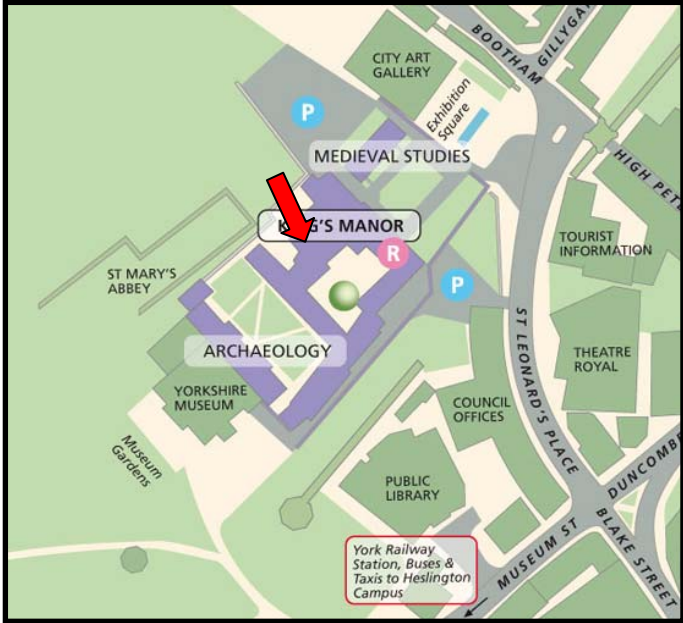 BOOTHAM
GILLYGA
CITY ART
GALLERY
Exhibition
Square
P
MEDIEVAL STUDIES
HIGH PETE
K G'S MANOR
R
TOURIST
INFORMATION
ST MARY'S
ABBEY
P
ST LEONARD'S PLACE
ARCHAEOLOGY
THEATRE
ROYAL
YORKSHIRE
MUSEUM
COUNCIL
OFFICES
Museum
Gardens
DUNCOMBE
PUBLIC
LIBRARY
BLAKE STREET
MUSEUM ST
York Railway
Station, Buses &
Taxis to Heslington
Campus